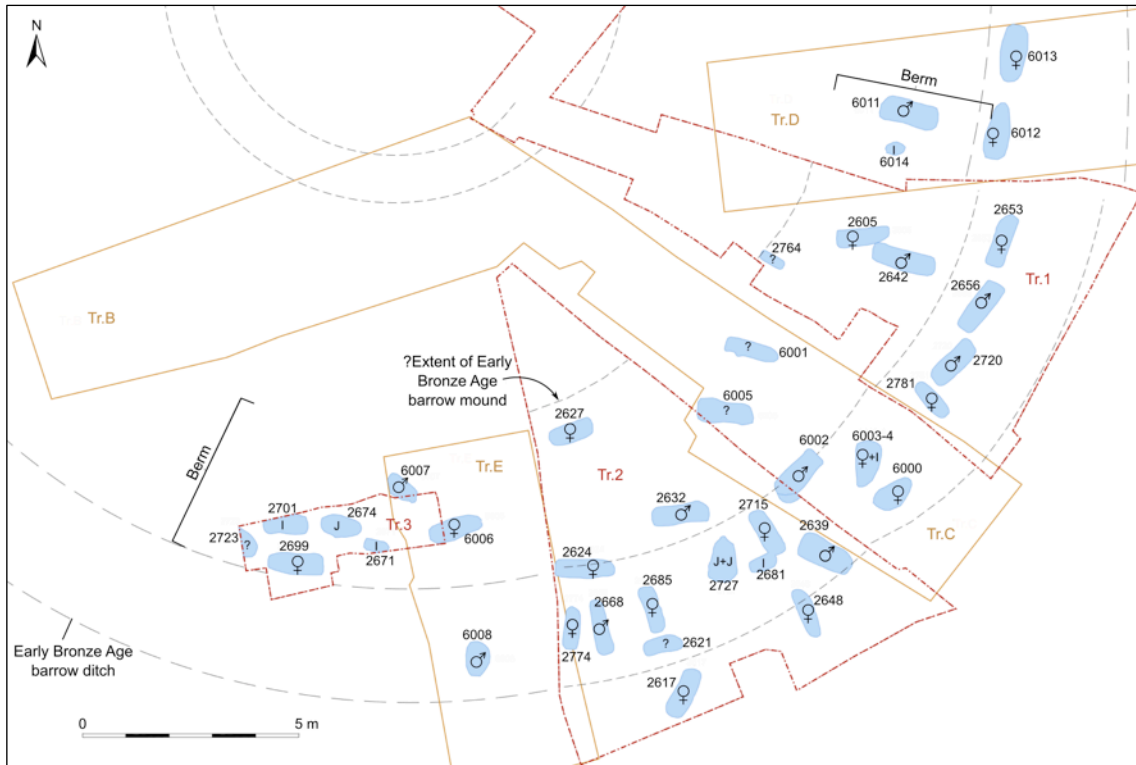 N
6013
Berm
6011
Tr.D
6012
6014
2653
2605
2764
?
2642
Tr.1
2656
Tr.B
?
6001
2720
?Extent of Early
Bronze Age
barrow mound
2781
6005
?
2627
6002
6003-4
+I
Berm
Tr.E
Tr.2
6000
6007
2632
2715
2701
2674
2639
I
J
Tr.3
Tr.C
2723
?
6006
2699
I
2671
2624
J+J
I
2681
2685
2727
2668
2648
6008
?
2621
2774
Early Bronze Age
barrow ditch
2617
0
5 m
I